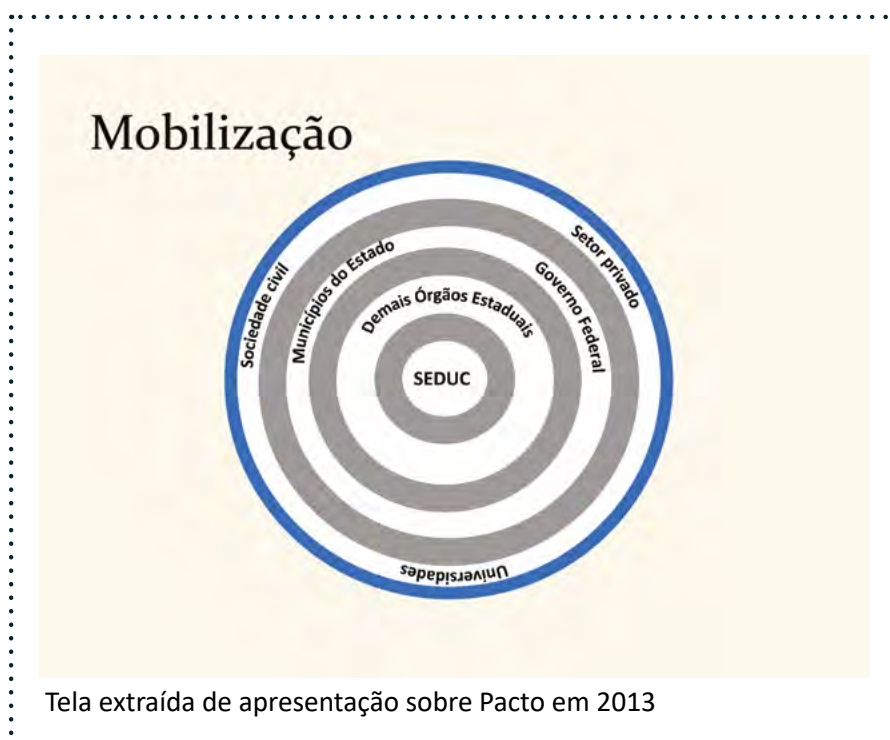 Mobilização
Sociedade civil
Setor privado
Municípios do Estado
Governo Federal
Demais Órgãos Estaduais
SEDUC
Universidades
Tela extraída de apresentação sobre Pacto em 2013